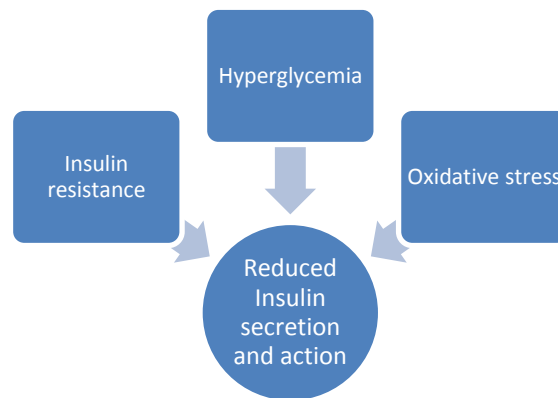 Hyperglycemia
Insulin
resistance
Oxidative stress
Reduced
Insulin
secretion
and action